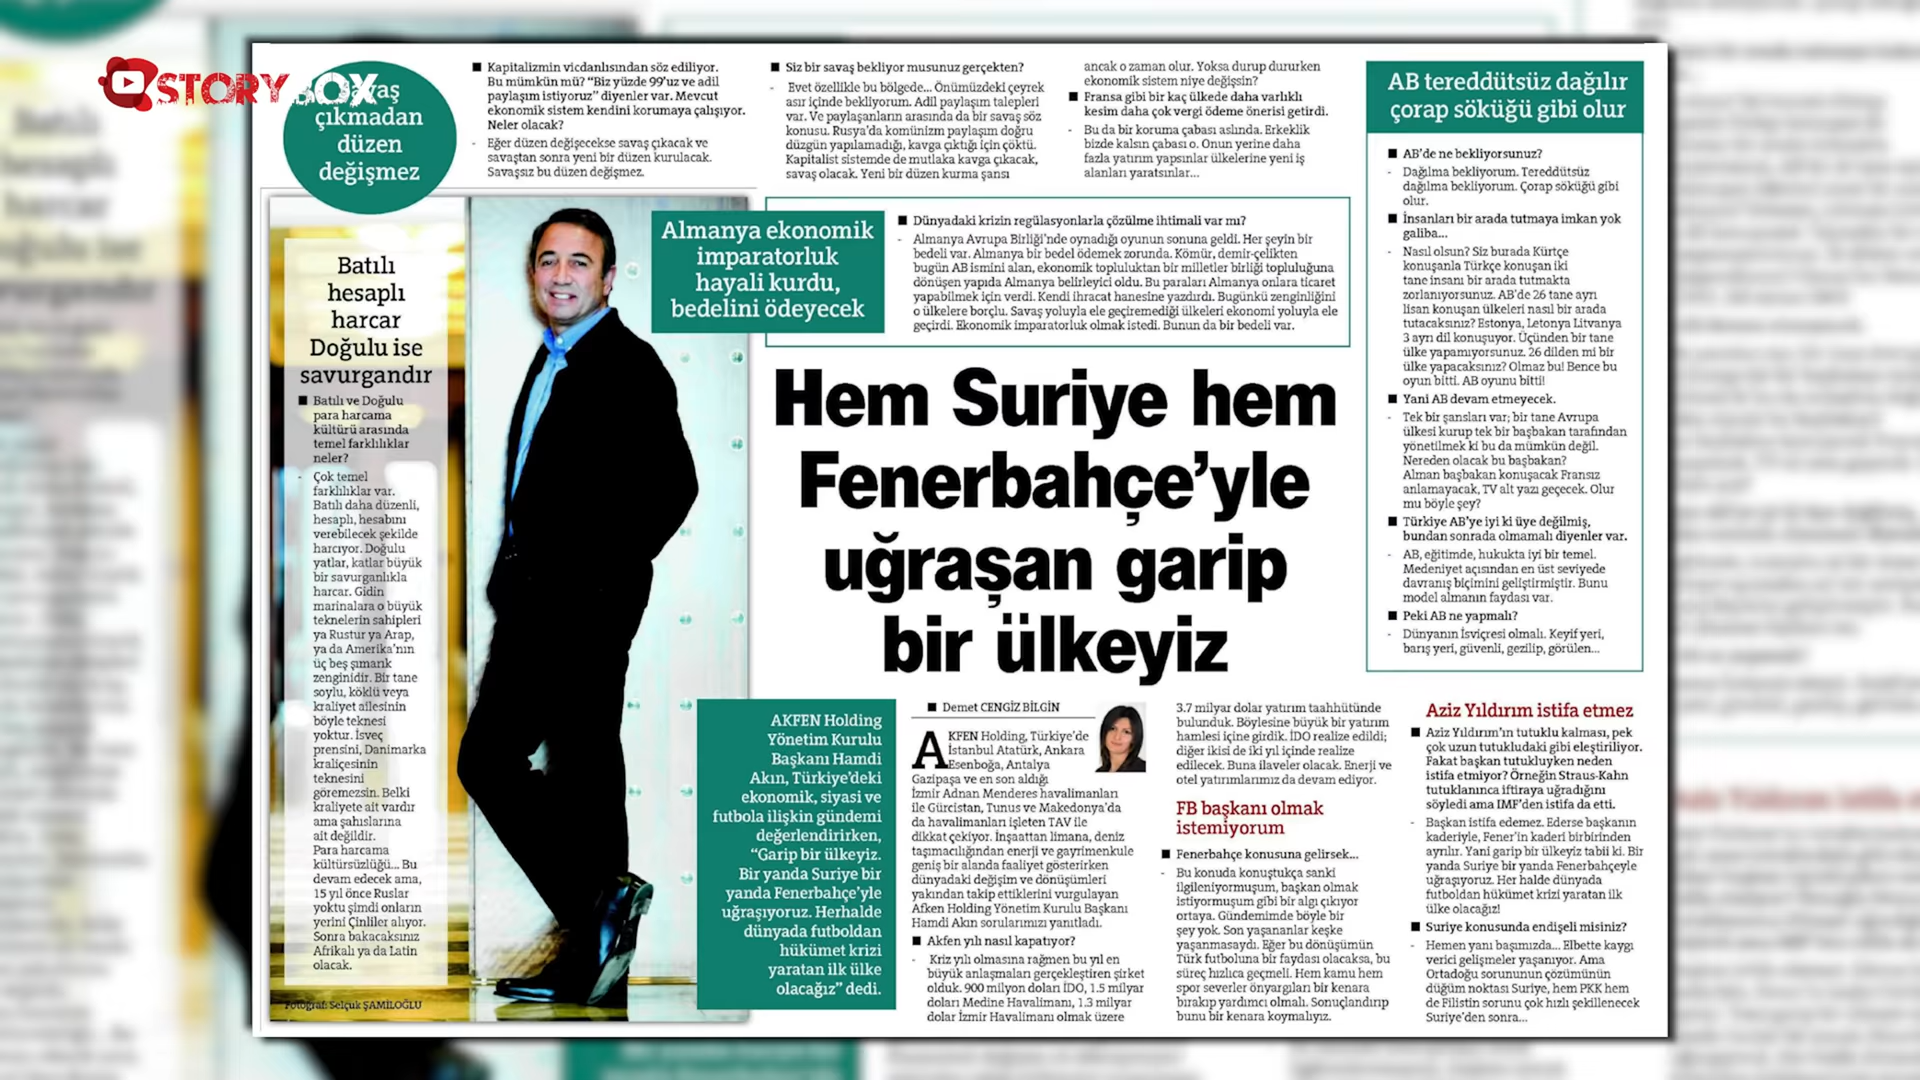 STORY BOX
Savaş
çıkmadan
düzen
değişmez
■ Kapitalizmin vicdanlısından söz ediliyor.
Bu mümkün mü? “Biz yüzde 99’uz ve adil
paylaşım istiyoruz” diyenler var. Mevcut
ekonomik sistem kendini korumaya çalışıyor.
Neler olacak?
- Eğer düzen değişecekse savaş çıkacak ve
savaştan sonra yeni bir düzen kurulacak.
Savaşsız bu düzen değişmez.
■ Siz bir savaş bekliyor musunuz gerçekten?
- Evet özellikle bu bölgede... Önümüzdeki çeyrek
asır içinde bekliyorum. Adil paylaşım talepleri
var. Ve paylaşanların arasında da bir savaş söz
konusu. Rusya’da komünizm paylaşım doğru
düzgün yapılamadığı, kavga çıktığı için çöktü.
Kapitalist sistemde de mutlaka kavga çıkacak,
savaş olacak. Yeni bir düzen kurma şansı
ancak o zaman olur. Yoksa durup dururken
ekonomik sistem niye değişsin?
■ Fransa gibi bir kaç ülkede daha varlıklı
kesim daha çok vergi ödeme önerisi getirdi.
- Bu da bir koruma çabası aslında. Erkeklik
bizde kalsın çabası o. Onun yerine daha
fazla yatırım yapsınlar ülkelerine yeni iş
alanları yaratsınlar...
Batılı
hesaplı
harcar
Doğulu ise
savurgandır
■ Batılı ve Doğulu
para harcama
kültürü arasında
temel farklılıklar
neler?
- Çok temel
farklılıklar var.
Batılı daha düzenli,
hesaplı, hesabını
verebilecek şekilde
harcıyor. Doğulu
yatlar, katlar büyük
bir savurganlıkla
harcar. Gidin
marinalara o büyük
teknelerin sahipleri
ya Rustur ya Arap,
ya da Amerika’nın
üç beş şımarık
zenginidir. Bir tane
soylu, köklü veya
kraliyet ailesinin
böyle teknesi
yoktur. İsveç
prensini, Danimarka
kraliçesinin
teknesini
göremezsin. Belki
kraliyete ait vardır
ama şahıslarına
ait değildir.
Para harcama
kültürsüzlüğü... Bu
devam edecek ama,
15 yıl önce Ruslar
yoktu şimdi onların
yerini Çinliler alıyor.
Sonra bakacaksınız
Afrikalı ya da Latin
olacak.
Fotoğraf: Selçuk ŞAMİLOĞLU
Almanya ekonomik
imparatorluk
hayali kurdu,
bedelini ödeyecek
■ Dünyadaki krizin regülasyonlarla çözülme ihtimali var mı?
- Almanya Avrupa Birliği’nde oynadığı oyunun sonuna geldi. Her şeyin bir
bedeli var. Almanya bir bedel ödemek zorunda. Kömür, demir-çelikten
bugün AB ismini alan, ekonomik topluluktan bir milletler birliği topluluğuna
dönüşen yapıda Almanya belirleyici oldu. Bu paraları Almanya onlara ticaret
yapabilmek için verdi. Kendi ihracat hanesine yazdırdı. Bugünkü zenginliğini
o ülkelere borçlu. Savaş yoluyla ele geçiremediği ülkeleri ekonomi yoluyla ele
geçirdi. Ekonomik imparatorluk olmak istedi. Bunun da bir bedeli var.
Hem Suriye hem
Fenerbahçe’yle
uğraşan garip
bir ülkeyiz
AKFEN Holding
Yönetim Kurulu
Başkanı Hamdi
Akın, Türkiye’deki
ekonomik, siyasi ve
futbola ilişkin gündemi
değerlendirirken,
“Garip bir ülkeyiz.
Bir yanda Suriye bir
yanda Fenerbahçe’yle
uğraşıyoruz. Herhalde
dünyada futboldan
hükümet krizi
yaratan ilk ülke
olacağız” dedi.
■ Demet CENGİZ BİLGİN
AKFEN Holding, Türkiye’de
İstanbul Atatürk, Ankara
Esenboğa, Antalya
Gazipaşa ve en son aldığı
İzmir Adnan Menderes havalimanları
ile Gürcistan, Tunus ve Makedonya’da
da havalimanları işleten TAV ile
dikkat çekiyor. İnşaattan limana, deniz
taşımacılığından enerji ve gayrimenkule
geniş bir alanda faaliyet gösterirken
dünyadaki değişim ve dönüşümleri
yakından takip ettiklerini vurgulayan
Afken Holding Yönetim Kurulu Başkanı
Hamdi Akın sorularımızı yanıtladı.
■ Akfen yılı nasıl kapatıyor?
- Kriz yılı olmasına rağmen bu yıl en
büyük anlaşmaları gerçekleştiren şirket
olduk. 900 milyon doları İDO, 1.5 milyar
doları Medine Havalimanı, 1.3 milyar
dolar İzmir Havalimanı olmak üzere
3.7 milyar dolar yatırım taahhütünde
bulunduk. Böylesine büyük bir yatırım
hamlesi içine girdik. İDO realize edildi;
diğer ikisi de iki yıl içinde realize
edilecek. Buna ilaveler olacak. Enerji ve
otel yatırımlarımız da devam ediyor.
FB başkanı olmak
istemiyorum
■ Fenerbahçe konusuna gelirsek...
- Bu konuda konuştukça sanki
ilgileniyormuşum, başkan olmak
istiyormuşum gibi bir algı çıkıyor
ortaya. Gündemimde böyle bir
şey yok. Son yaşananlar keşke
yaşanmasaydı. Eğer bu dönüşümün
Türk futboluna bir faydası olacaksa, bu
süreç hızlıca geçmeli. Hem kamu hem
spor severler önyargıları bir kenara
bırakıp yardımcı olmalı. Sonuçlandırıp
bunu bir kenara koymalıyız.
AB tereddütsüz dağılır
çorap söküğü gibi olur
■ AB’de ne bekliyorsunuz?
- Dağılma bekliyorum. Tereddütsüz
dağılma bekliyorum. Çorap söküğü gibi
olur.
■ İnsanları bir arada tutmaya imkan yok
galiba...
- Nasıl olsun? Siz burada Kürtçe
konuşanla Türkçe konuşan iki
tane insanı bir arada tutmakta
zorlanıyorsunuz. AB’de 26 tane ayrı
lisan konuşan ülkeleri nasıl bir arada
tutacaksınız? Estonya, Letonya Litvanya
3 ayrı dil konuşuyor. Üçünden bir tane
ülke yapamıyorsunuz. 26 dilden mi bir
ülke yapacaksınız? Olmaz bu! Bence bu
oyun bitti. AB oyunu bitti!
■ Yani AB devam etmeyecek.
- Tek bir şansları var; bir tane Avrupa
ülkesi kurup tek bir başbakan tarafından
yönetilmek ki bu da mümkün değil.
Nereden olacak bu başbakan?
Alman başbakan konuşacak Fransız
anlamayacak, TV alt yazı geçecek. Olur
mu böyle şey?
■ Türkiye AB’ye iyi ki üye değilmiş,
bundan sonrada olmamalı diyenler var.
- AB, eğitimde, hukukta iyi bir temel.
Medeniyet açısından en üst seviyede
davranış biçimini geliştirmiştir. Bunu
model almanın faydası var.
■ Peki AB ne yapmalı?
- Dünyanın İsviçresi olmalı. Keyif yeri,
barış yeri, güvenli, gezilip, görülen...
Aziz Yıldırım istifa etmez
■ Aziz Yıldırım’ın tutuklu kalması, pek
çok uzun tutukludaki gibi eleştiriliyor.
Fakat başkan tutukluyken neden
istifa etmiyor? Örneğin Straus-Kahn
tutuklanınca iftiraya uğradığını
söyledi ama IMF’den istifa da etti.
- Başkan istifa edemez. Ederse başkanın
kaderiyle, Fener’in kaderi birbirinden
ayrılır. Yani garip bir ülkeyiz tabii ki. Bir
yanda Suriye bir yanda Fenerbahçeyle
uğraşıyoruz. Her halde dünyada
futboldan hükümet krizi yaratan ilk
ülke olacağız!
■ Suriye konusunda endişeli misiniz?
- Hemen yanı başımızda... Elbette kaygı
verici gelişmeler yaşanıyor. Ama
Ortadoğu sorununun çözümünün
düğüm noktası Suriye, hem PKK hem
de Filistin sorunu çok hızlı şekillenecek
Suriye’den sonra...